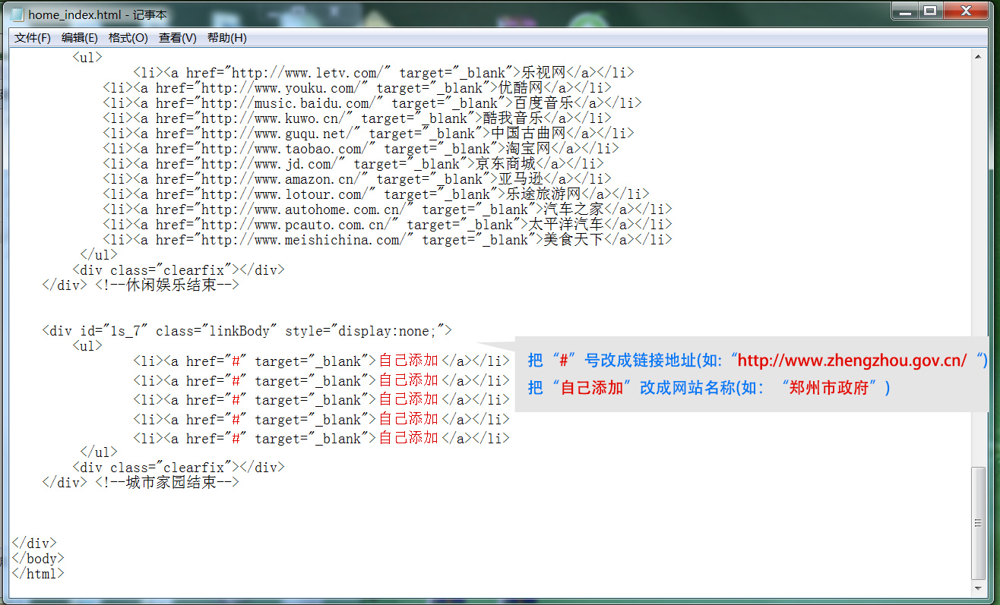 home_index.html - 记事本
文件(F) 编辑(E) 格式(O) 查看(V) 帮助(H)
<ul>
<li><a href="http://www.letv.com/" target="_blank">乐视网</a></li>
<li><a href="http://www.youku.com/" target="_blank">优酷网</a></li>
<li><a href="http://music.baidu.com/" target="_blank">百度音乐</a></li>
<li><a href="http://www.kuwo.cn/" target="_blank">酷我音乐</a></li>
<li><a href="http://www.guqu.net/" target="_blank">中国古曲网</a></li>
<li><a href="http://www.taobao.com/" target="_blank">淘宝网</a></li>
<li><a href="http://www.jd.com/" target="_blank">京东商城</a></li>
<li><a href="http://www.amazon.cn/" target="_blank">亚马逊</a></li>
<li><a href="http://www.lotour.com/" target="_blank">乐途旅游网</a></li>
<li><a href="http://www.autohome.com.cn/" target="_blank">汽车之家</a></li>
<li><a href="http://www.pcauto.com.cn/" target="_blank">太平洋汽车</a></li>
<li><a href="http://www.meishichina.com/" target="_blank">美食天下</a></li>
</ul>
<div class="clearfix"></div>
</div> <!--休闲娱乐结束-->
<div id="ls_7" class="linkBody" style="display:none;">
<ul>
<li><a href="#" target="_blank">自己添加</a></li>
<li><a href="#" target="_blank">自己添加</a></li>
<li><a href="#" target="_blank">自己添加</a></li>
<li><a href="#" target="_blank">自己添加</a></li>
<li><a href="#" target="_blank">自己添加</a></li>
</ul>
<div class="clearfix"></div>
</div> <!--城市家园结束-->
</div>
</body>
</html>
把“#”号改成链接地址(如:“http://www.zhengzhou.gov.cn/ “)
把“自己添加”改成网站名称(如：“郑州市政府”)